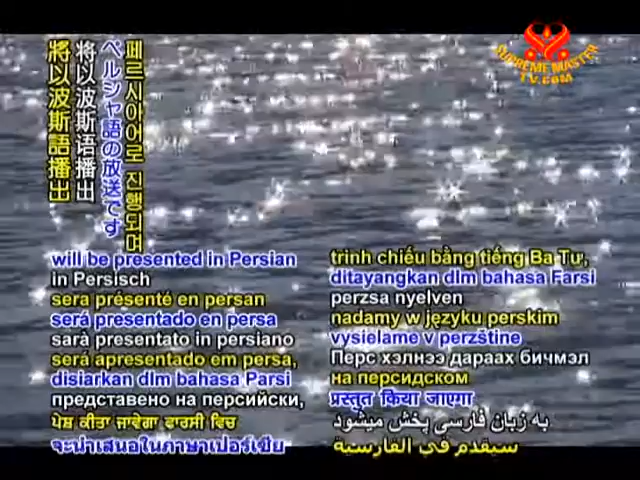 將以波斯語播出
将以波斯语播出
ペルシャ語の放送です
페르시아어로 진행되며
SUPREME MASTER
TV.COM
will be presented in Persian
in Persisch
sera présenté en persan
será presentado en persa
sarà presentato in persiano
será apresentado em persa,
disiarkan dlm bahasa Parsi
представено на персийски,
ਪੇਸ਼ ਕੀਤਾ ਜਾਵੇਗਾ ਫਾਰਸੀ ਵਿਚ
จะนำเสนอในภาษาเปอร์เซีย
trình chiếu bằng tiếng Ba Tư,
ditayangkan dlm bahasa Farsi
perzsa nyelven
nadamy w języku perskim
vysielame v perzštine
Перс хэлнээ дараах бичмэл
на персидском
प्रस्तुत किया जाएगा
به زبان فارسی پخش میشود
سيقدم في الفارسية